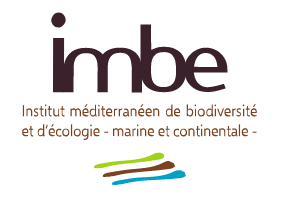 imbe
Institut méditerranéen de biodiversité
et d'écologie - marine et continentale -